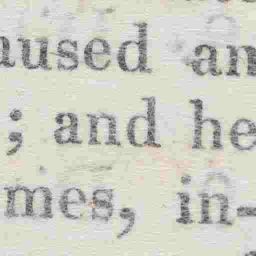 aused an
; and he
mes, in-